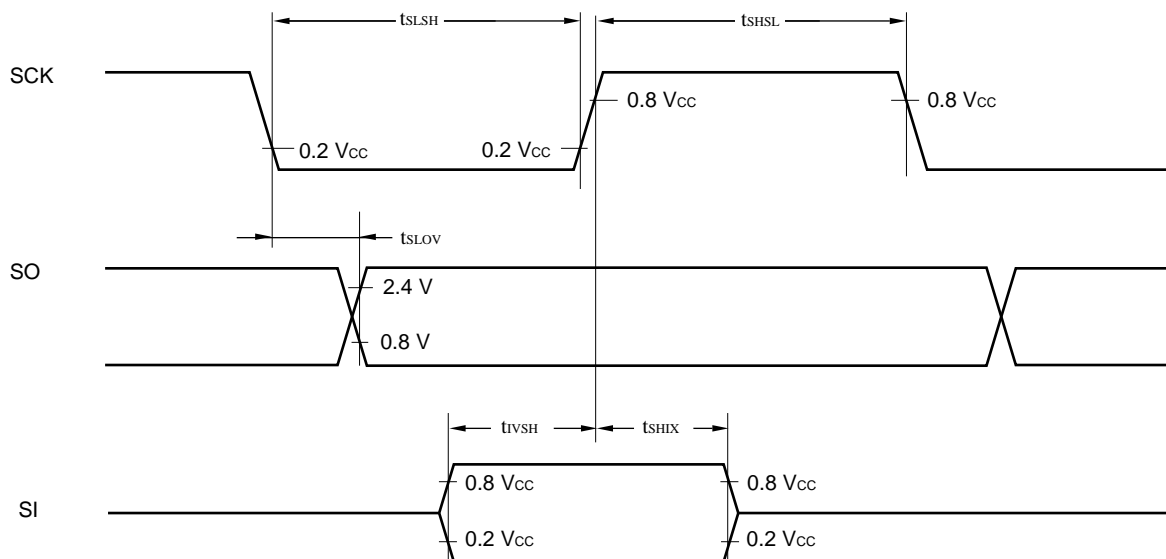 tSLSH tSHSL
SCK
0.8 VCC 0.8 VCC
0.2 VCC 0.2 VCC
tSLOV
SO
2.4 V
0.8 V
tIVSH tSHIX
0.8 VCC 0.8 VCC
SI
0.2 VCC 0.2 VCC